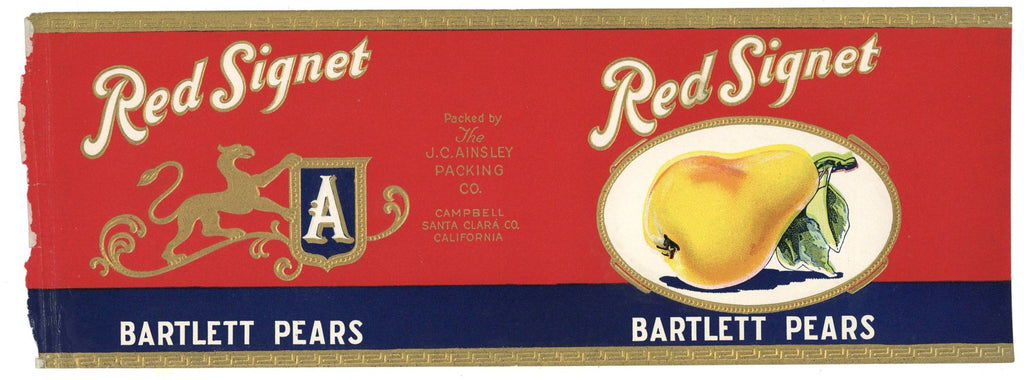 Red Signet
A
BARTLETT PEARS
Packed by
The
J.C. AINSLEY
PACKING
CO.
CAMPBELL
SANTA CLARA CO.
CALIFORNIA
Red Signet
BARTLETT PEARS